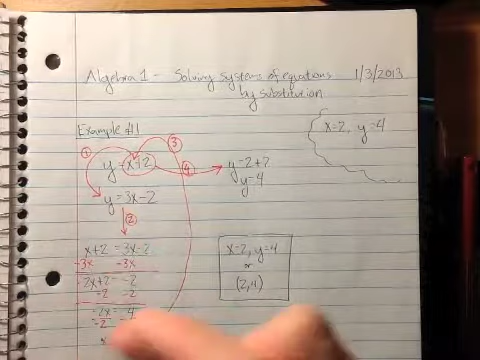 Algebra 1 - Solving systems of equations 1/3/2013
by substitution
x=2, y=4
Example #1
① ③
y=x+2 ④ y=2+2
y=4
y=3x-2
②
x+2=3x-2
-3x -3x
-2x+2=-2
-2 -2
-2x=-4
-2
x=2, y=4
or
(2,4)